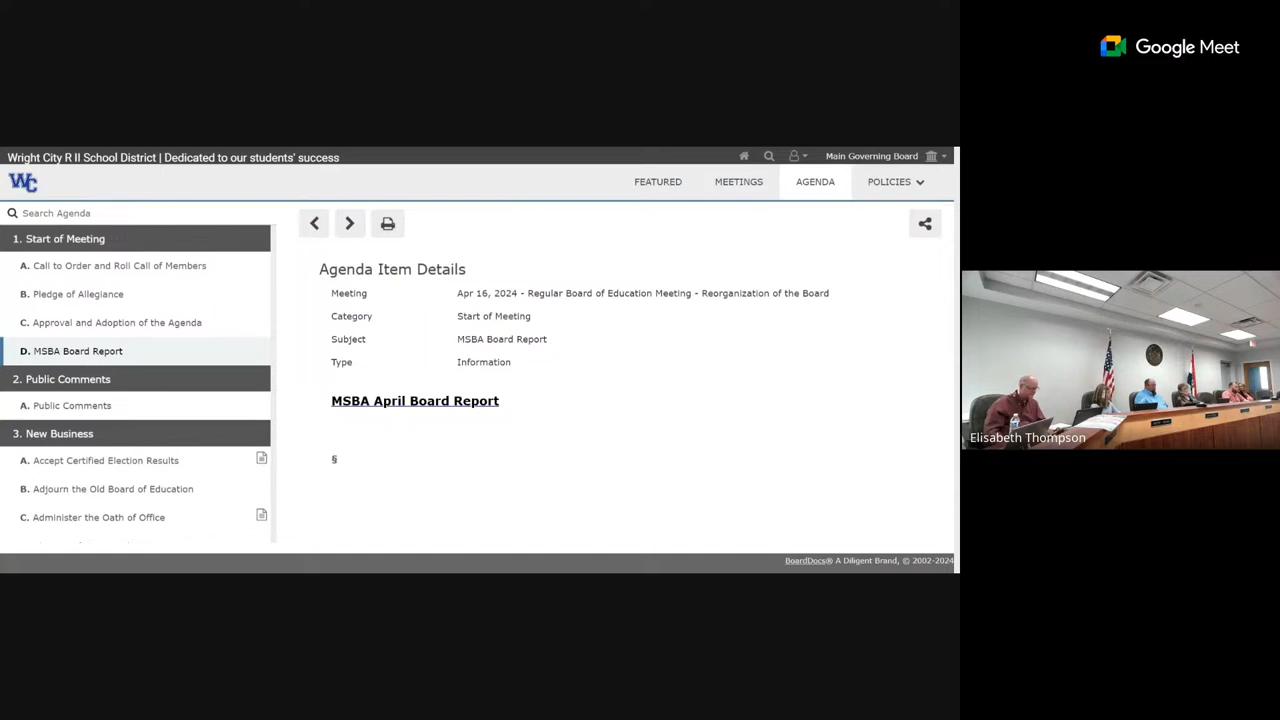 Google Meet
Wright City R II School District | Dedicated to our students' success
Main Governing Board
WC
FEATURED
MEETINGS
AGENDA
POLICIES
Search Agenda
1. Start of Meeting
A. Call to Order and Roll Call of Members
B. Pledge of Allegiance
C. Approval and Adoption of the Agenda
D. MSBA Board Report
2. Public Comments
A. Public Comments
3. New Business
A. Accept Certified Election Results
B. Adjourn the Old Board of Education
C. Administer the Oath of Office
Agenda Item Details
Meeting Apr 16, 2024 - Regular Board of Education Meeting - Reorganization of the Board
Category Start of Meeting
Subject MSBA Board Report
Type Information
MSBA April Board Report
§
BoardDocs® A Diligent Brand, © 2002-2024
Elisabeth Thompson